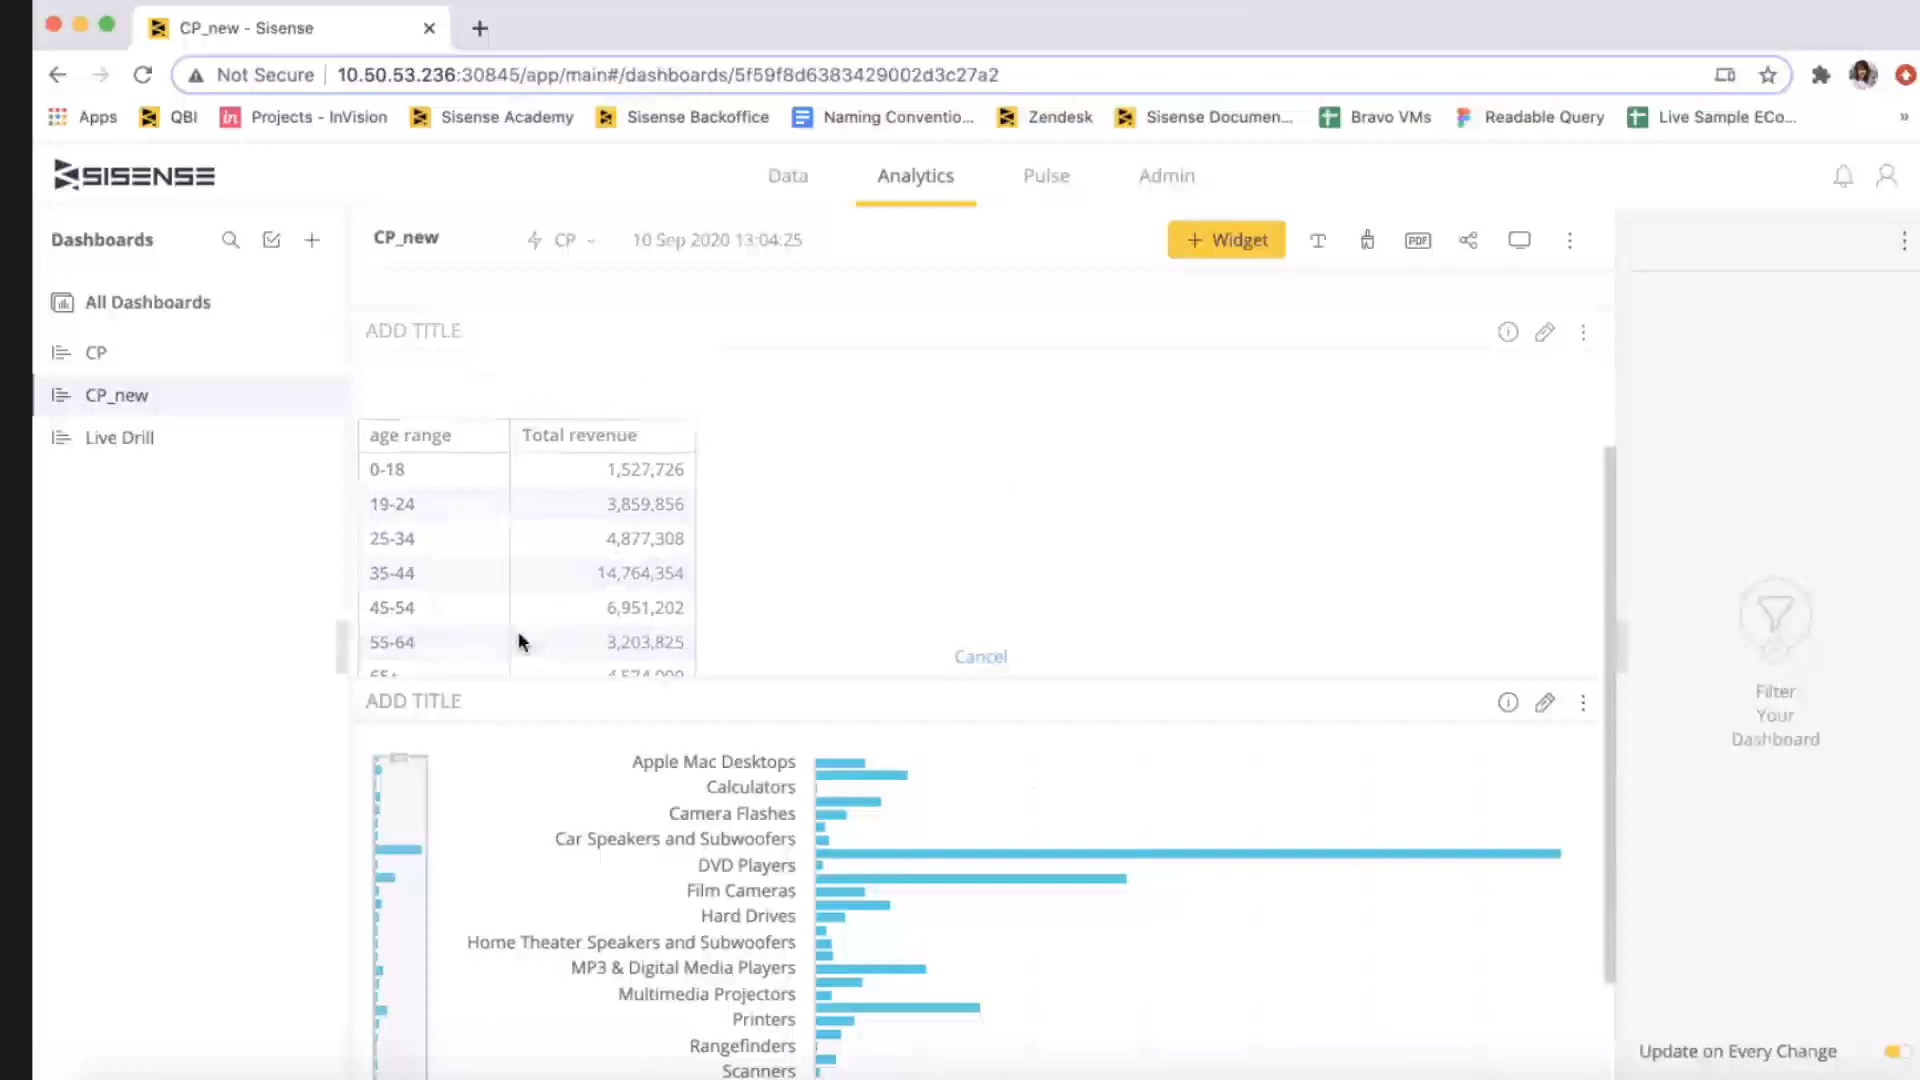 CP_new - Sisense
Not Secure
10.50.53.236:30845/app/main#/dashboards/5f59f8d6383429002d3c27a2
Apps
QBI
in
Projects - InVision
Sisense Academy
Sisense Backoffice
Naming Conventio...
Zendesk
Sisense Documen...
Bravo VMs
Readable Query
Live Sample ECo...
»
SISENSE
Data
Analytics
Pulse
Admin
Dashboards
All Dashboards
CP
CP_new
Live Drill
CP_new
CP
10 Sep 2020 13:04:25
+ Widget
PDF
ADD TITLE
age range Total revenue
0-18 1,527,726
19-24 3,859,856
25-34 4,877,308
35-44 14,764,354
45-54 6,951,202
55-64 3,203,825
Cancel
ADD TITLE
Apple Mac Desktops
Calculators
Camera Flashes
Car Speakers and Subwoofers
DVD Players
Film Cameras
Hard Drives
Home Theater Speakers and Subwoofers
MP3 & Digital Media Players
Multimedia Projectors
Printers
Rangefinders
Scanners
Filter
Your
Dashboard
Update on Every Change